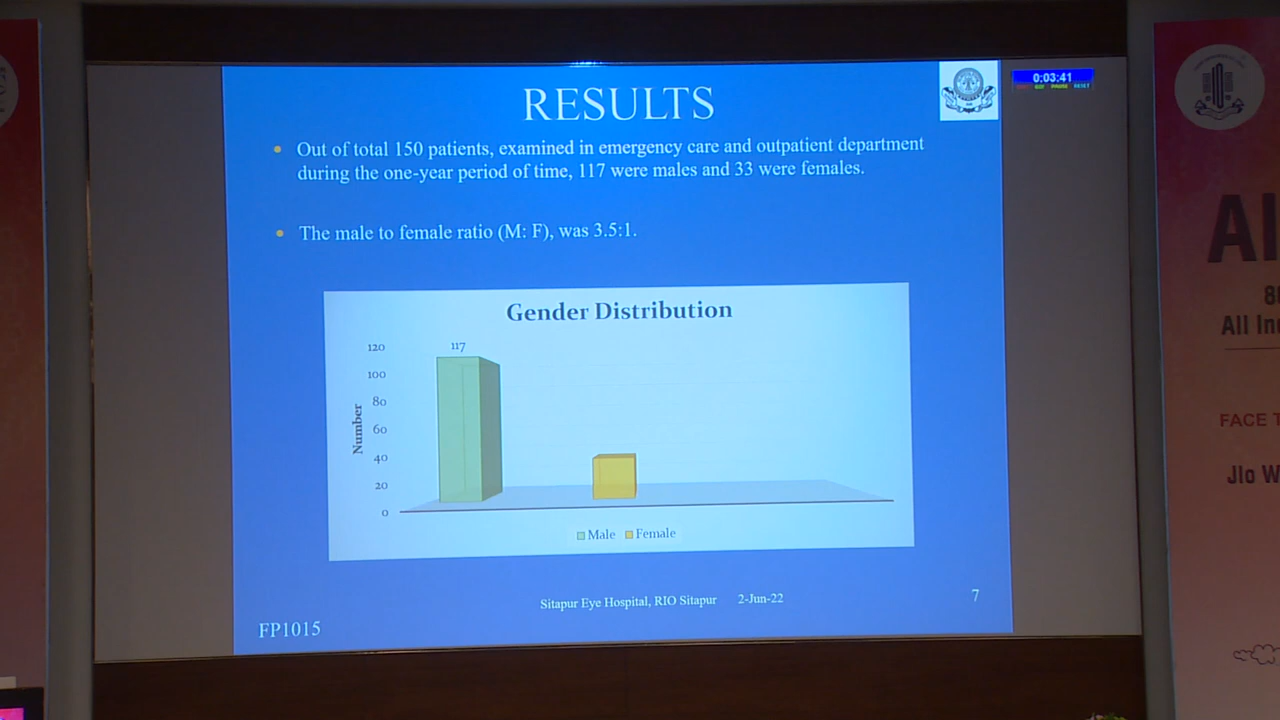 RESULTS
0:03:41
PAUSE RESET
Out of total 150 patients, examined in emergency care and outpatient department
during the one-year period of time, 117 were males and 33 were females.
The male to female ratio (M: F), was 3.5:1.
Gender Distribution
Number
120
100
80
60
40
20
0
117
Male Female
Sitapur Eye Hospital, RIO Sitapur 2-Jun-22
7
FP1015
All
FACE